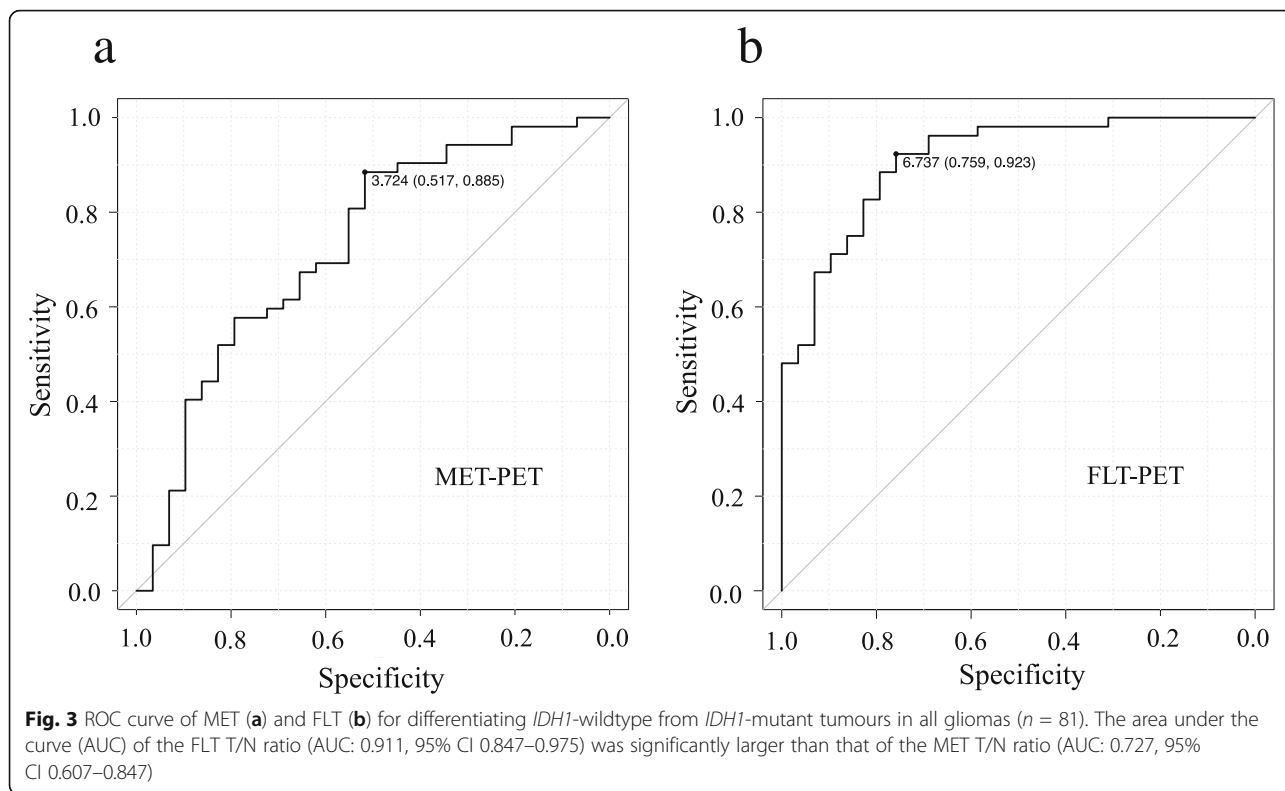 a
1.0
0.8
0.6
0.4
0.2
0.0
Sensitivity
3.724 (0.517, 0.885)
MET-PET
1.0 0.8 0.6 0.4 0.2 0.0
Specificity
b
1.0
0.8
0.6
0.4
0.2
0.0
Sensitivity
6.737 (0.759, 0.923)
FLT-PET
1.0 0.8 0.6 0.4 0.2 0.0
Specificity
Fig. 3 ROC curve of MET (a) and FLT (b) for differentiating IDH1-wildtype from IDH1-mutant tumours in all gliomas (n = 81). The area under the
curve (AUC) of the FLT T/N ratio (AUC: 0.911, 95% CI 0.847–0.975) was significantly larger than that of the MET T/N ratio (AUC: 0.727, 95%
CI 0.607–0.847)